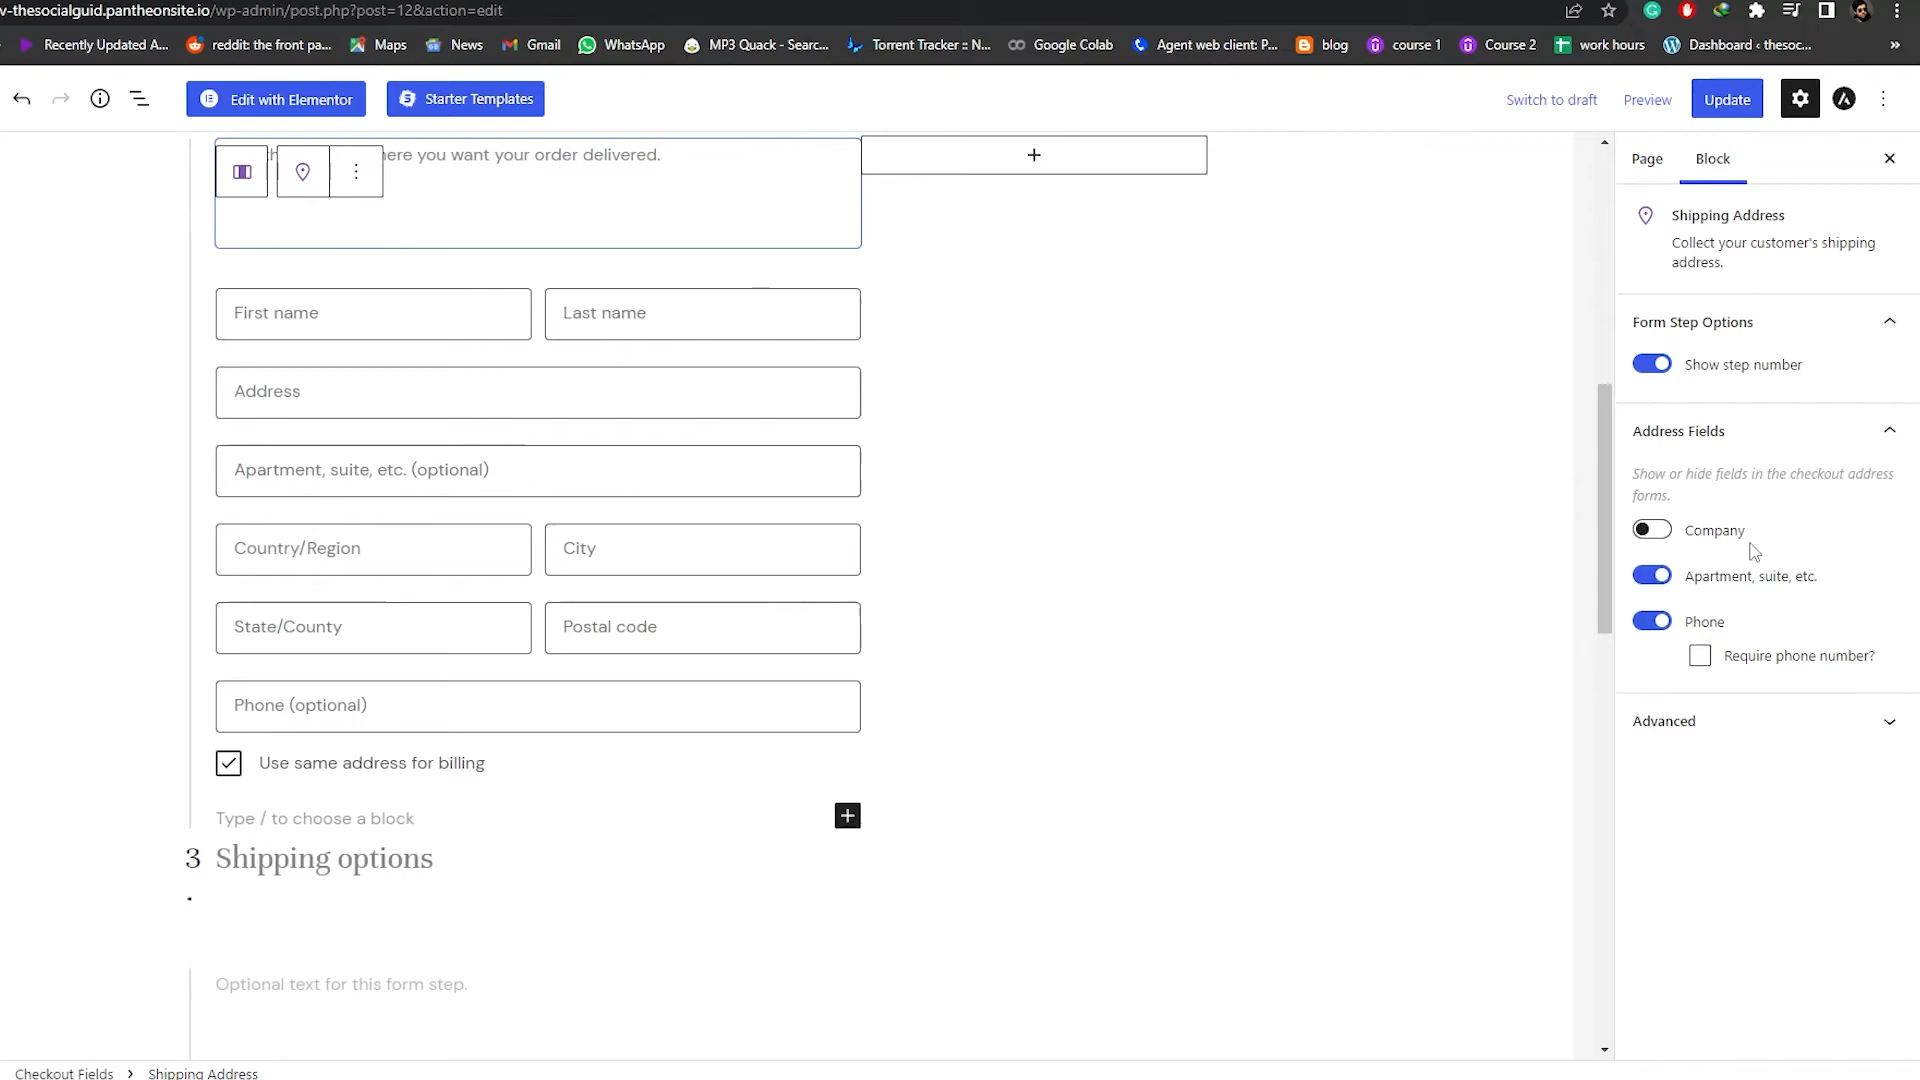 v-thesocialguid.pantheonsite.io/wp-admin/post.php?post=12&action=edit
Recently Updated A... reddit: the front pa... Maps News Gmail WhatsApp MP3 Quack - Searc... Torrent Tracker :: N... Google Colab Agent web client: P... blog course 1 Course 2 work hours Dashboard ‹ thesoc... »
Edit with Elementor Starter Templates Switch to draft Preview Update
here you want your order delivered.
First name Last name
Address
Apartment, suite, etc. (optional)
Country/Region City
State/County Postal code
Phone (optional)
Use same address for billing
Type / to choose a block
3 Shipping options
.
Optional text for this form step.
Page Block
Shipping Address
Collect your customer's shipping
address.
Form Step Options
Show step number
Address Fields
Show or hide fields in the checkout address
forms.
Company
Apartment, suite, etc.
Phone
Require phone number?
Advanced
Checkout Fields › Shipping Address